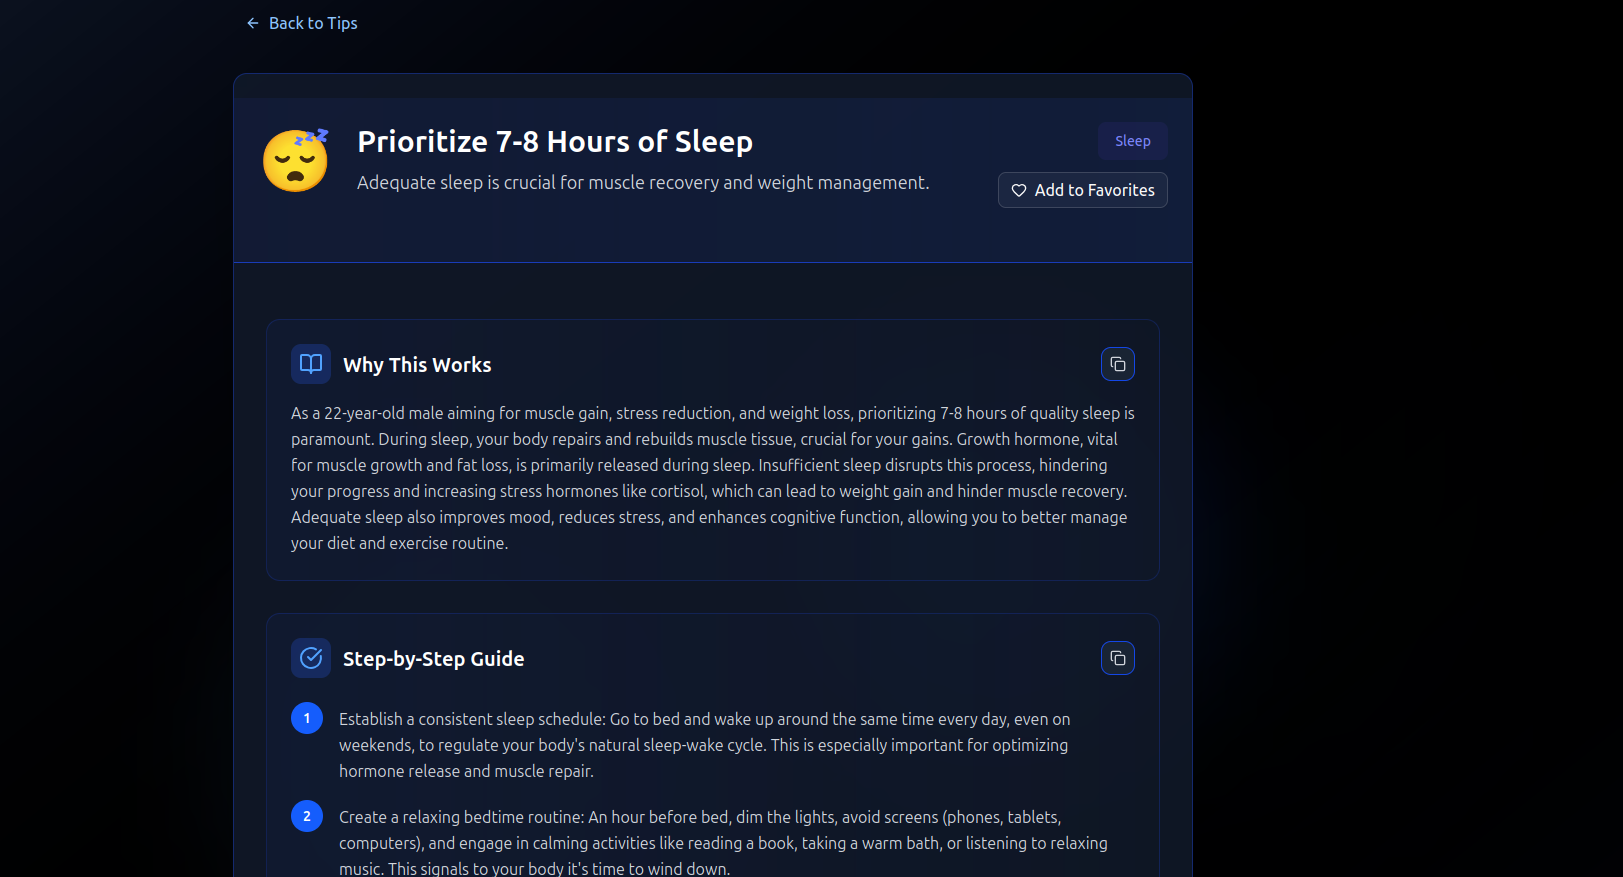 Back to Tips
Prioritize 7-8 Hours of Sleep
Sleep
Adequate sleep is crucial for muscle recovery and weight management.
Add to Favorites
Why This Works
As a 22-year-old male aiming for muscle gain, stress reduction, and weight loss, prioritizing 7-8 hours of quality sleep is
paramount. During sleep, your body repairs and rebuilds muscle tissue, crucial for your gains. Growth hormone, vital
for muscle growth and fat loss, is primarily released during sleep. Insufficient sleep disrupts this process, hindering
your progress and increasing stress hormones like cortisol, which can lead to weight gain and hinder muscle recovery.
Adequate sleep also improves mood, reduces stress, and enhances cognitive function, allowing you to better manage
your diet and exercise routine.
Step-by-Step Guide
1
Establish a consistent sleep schedule: Go to bed and wake up around the same time every day, even on
weekends, to regulate your body's natural sleep-wake cycle. This is especially important for optimizing
hormone release and muscle repair.
2
Create a relaxing bedtime routine: An hour before bed, dim the lights, avoid screens (phones, tablets,
computers), and engage in calming activities like reading a book, taking a warm bath, or listening to relaxing
music. This signals to your body it's time to wind down.